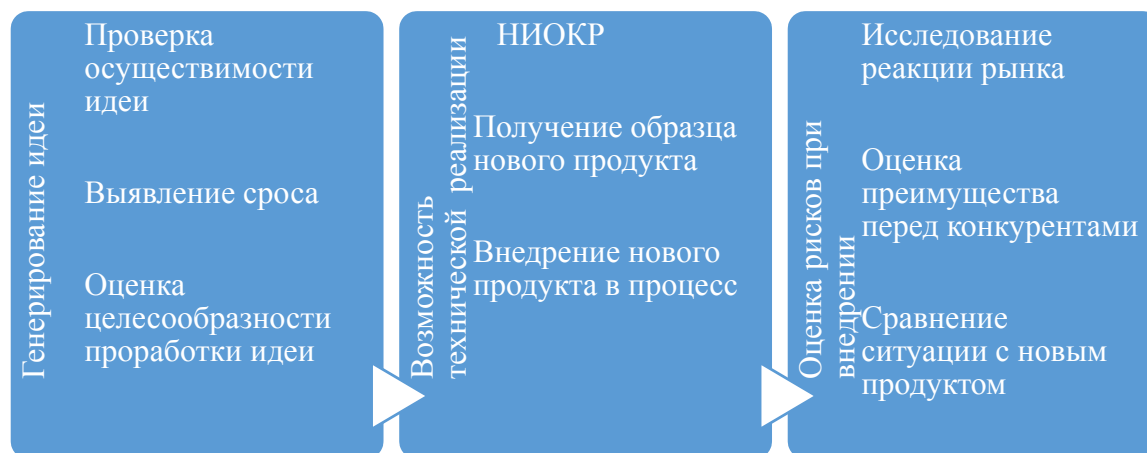 Генерирование идеи
Проверка
осуществимости
идеи
Выявление сроса
Оценка
целесообразности
проработки идеи
Возможность
технической реализации
НИОКР
Получение образца
нового продукта
Внедрение нового
продукта в процесс
Оценка рисков при
внедрении
Исследование
реакции рынка
Оценка
преимущества
перед конкурентами
Сравнение
ситуации с новым
продуктом